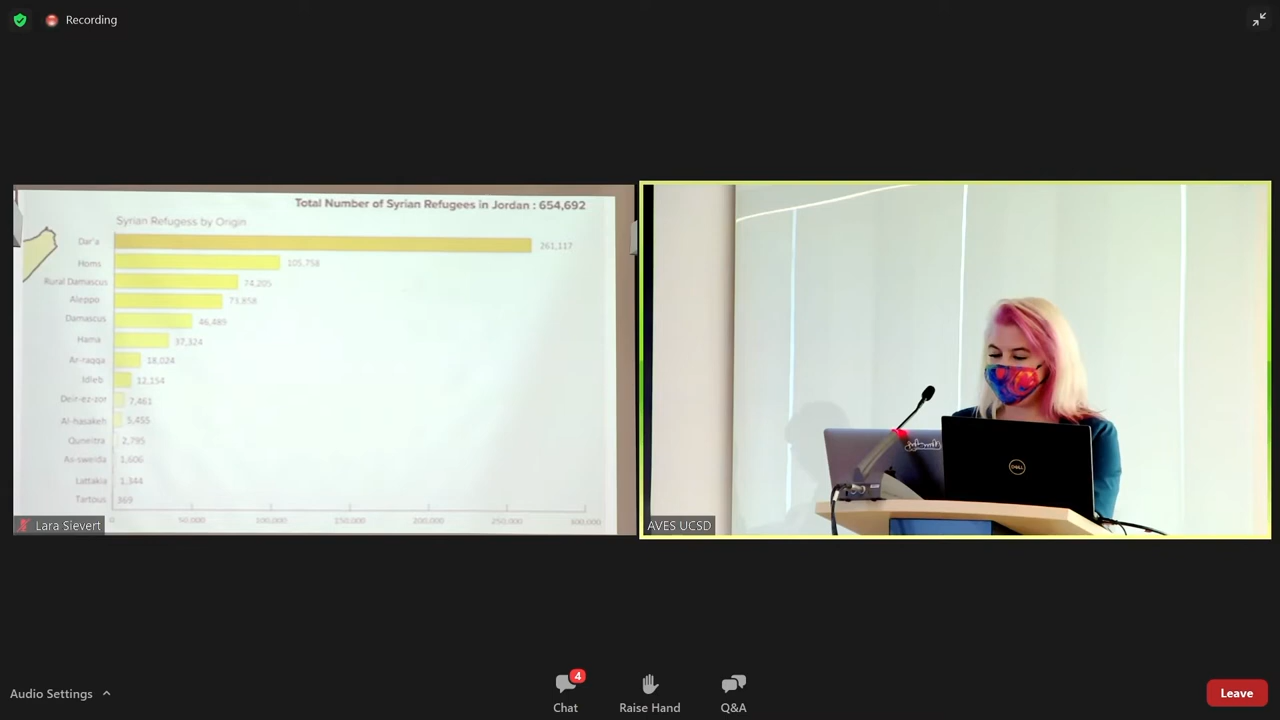 Recording
Total Number of Syrian Refugees in Jordan : 654,692
Syrian Refugess by Origin
Dar'a 261,117
Homs 105,758
Rural Damascus 74,205
Aleppo 73,858
Damascus 46,489
Hama 37,324
Ar-raqqa 18,024
Idleb 12,154
Deir-ez-zor 7,461
Al-hasakeh 5,455
Quneitra 2,795
As-sweida 1,606
Lattakia 1,344
Tartous 369
0 50,000 100,000 150,000 200,000 250,000 300,000
Lara Sievert
DELL
AVES UCSD
Audio Settings
4
Chat
Raise Hand
Q&A
Leave